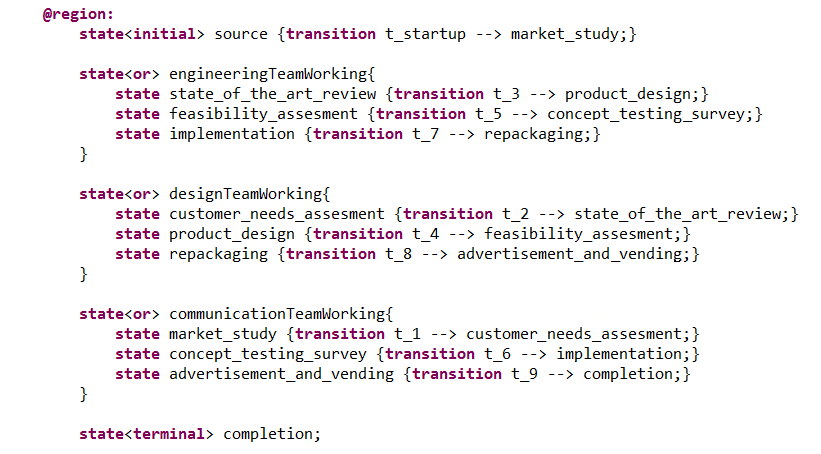 @region:
state<initial> source {transition t_startup --> market_study;}
state<or> engineeringTeamWorking{
state state_of_the_art_review {transition t_3 --> product_design;}
state feasibility_assesment {transition t_5 --> concept_testing_survey;}
state implementation {transition t_7 --> repackaging;}
}
state<or> designTeamWorking{
state customer_needs_assesment {transition t_2 --> state_of_the_art_review;}
state product_design {transition t_4 --> feasibility_assesment;}
state repackaging {transition t_8 --> advertisement_and_vending;}
}
state<or> communicationTeamWorking{
state market_study {transition t_1 --> customer_needs_assesment;}
state concept_testing_survey {transition t_6 --> implementation;}
state advertisement_and_vending {transition t_9 --> completion;}
}
state<terminal> completion;